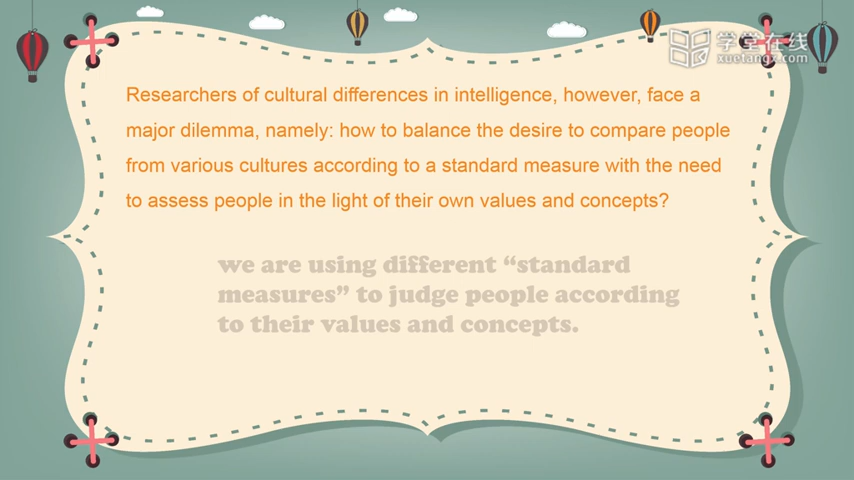 学堂在线
xuetangz.com
Researchers of cultural differences in intelligence, however, face a
major dilemma, namely: how to balance the desire to compare people
from various cultures according to a standard measure with the need
to assess people in the light of their own values and concepts?
we are using different “standard
measures” to judge people according
to their values and concepts.